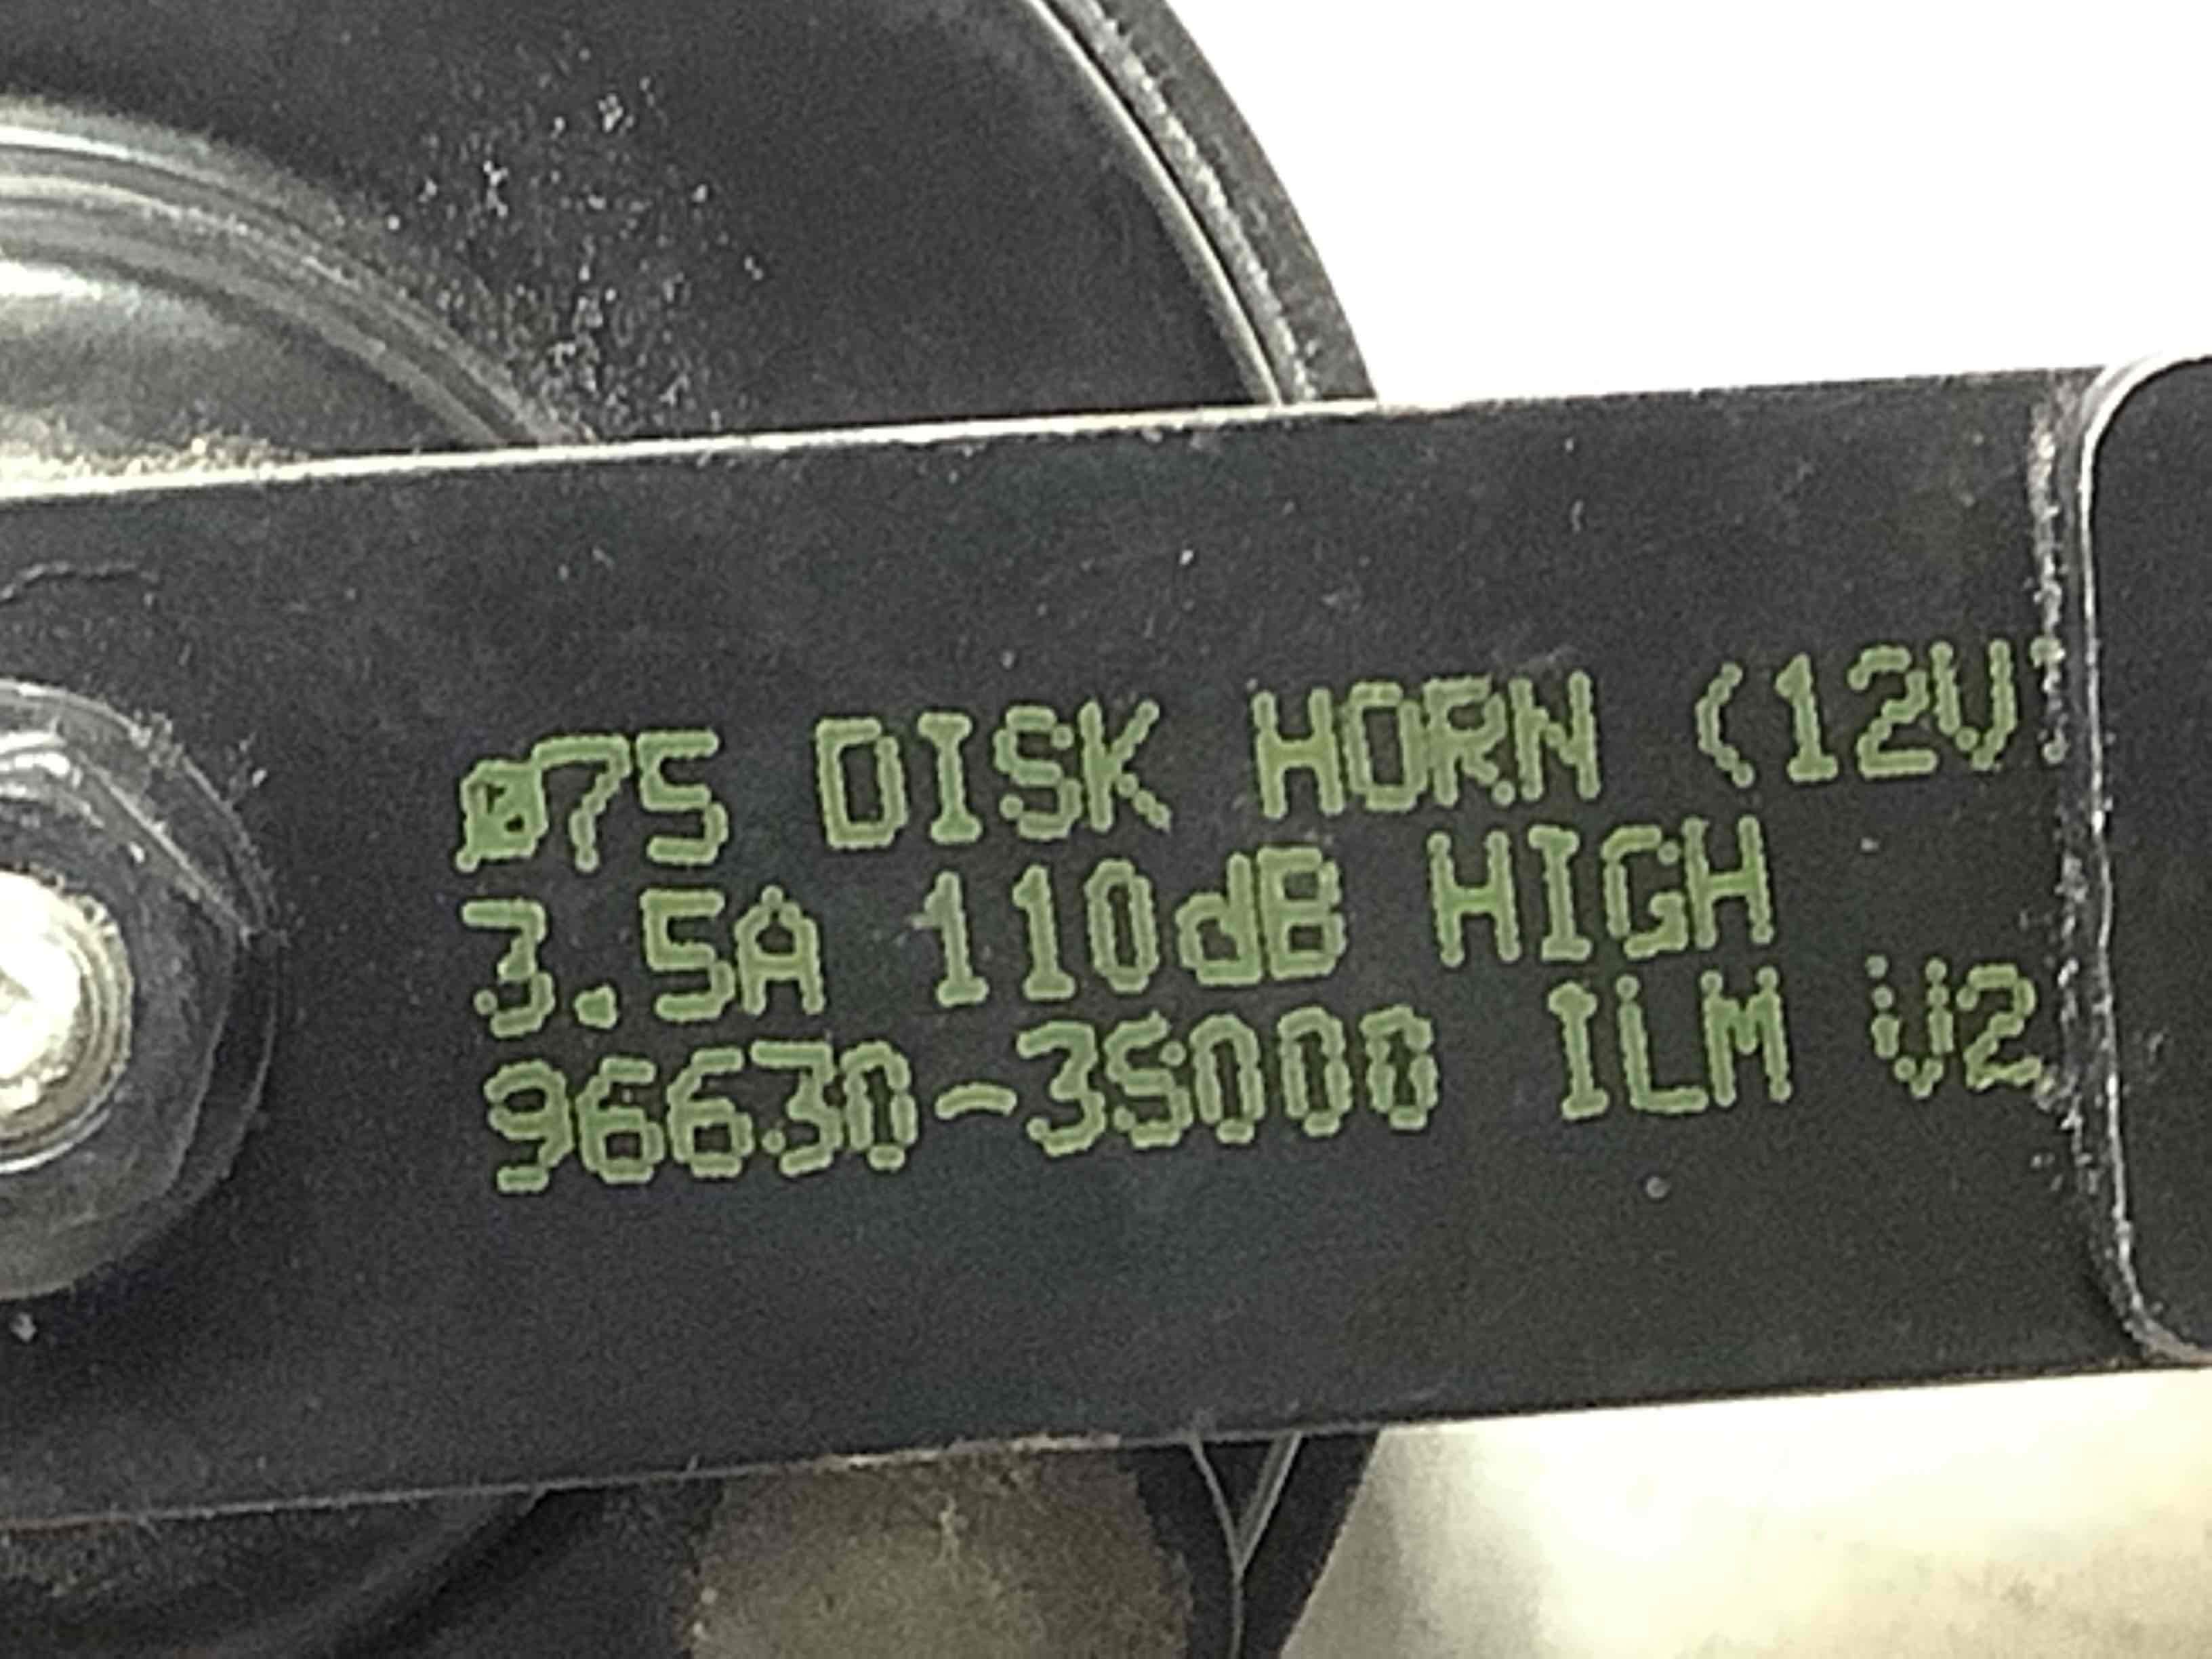 ø75 DISK HORN (12V)
3.5A 110dB HIGH
96630-3S000 ILM V2